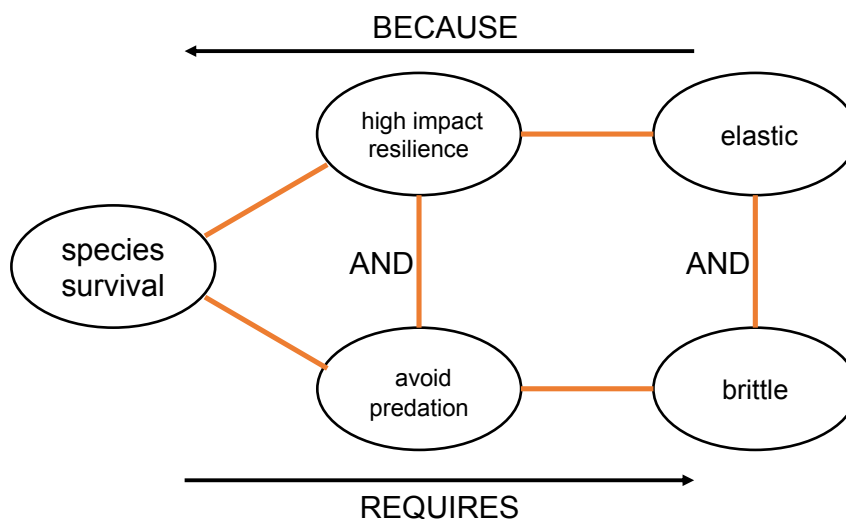 BECAUSE
high impact
resilience
elastic
species
survival
AND
AND
avoid
predation
brittle
REQUIRES